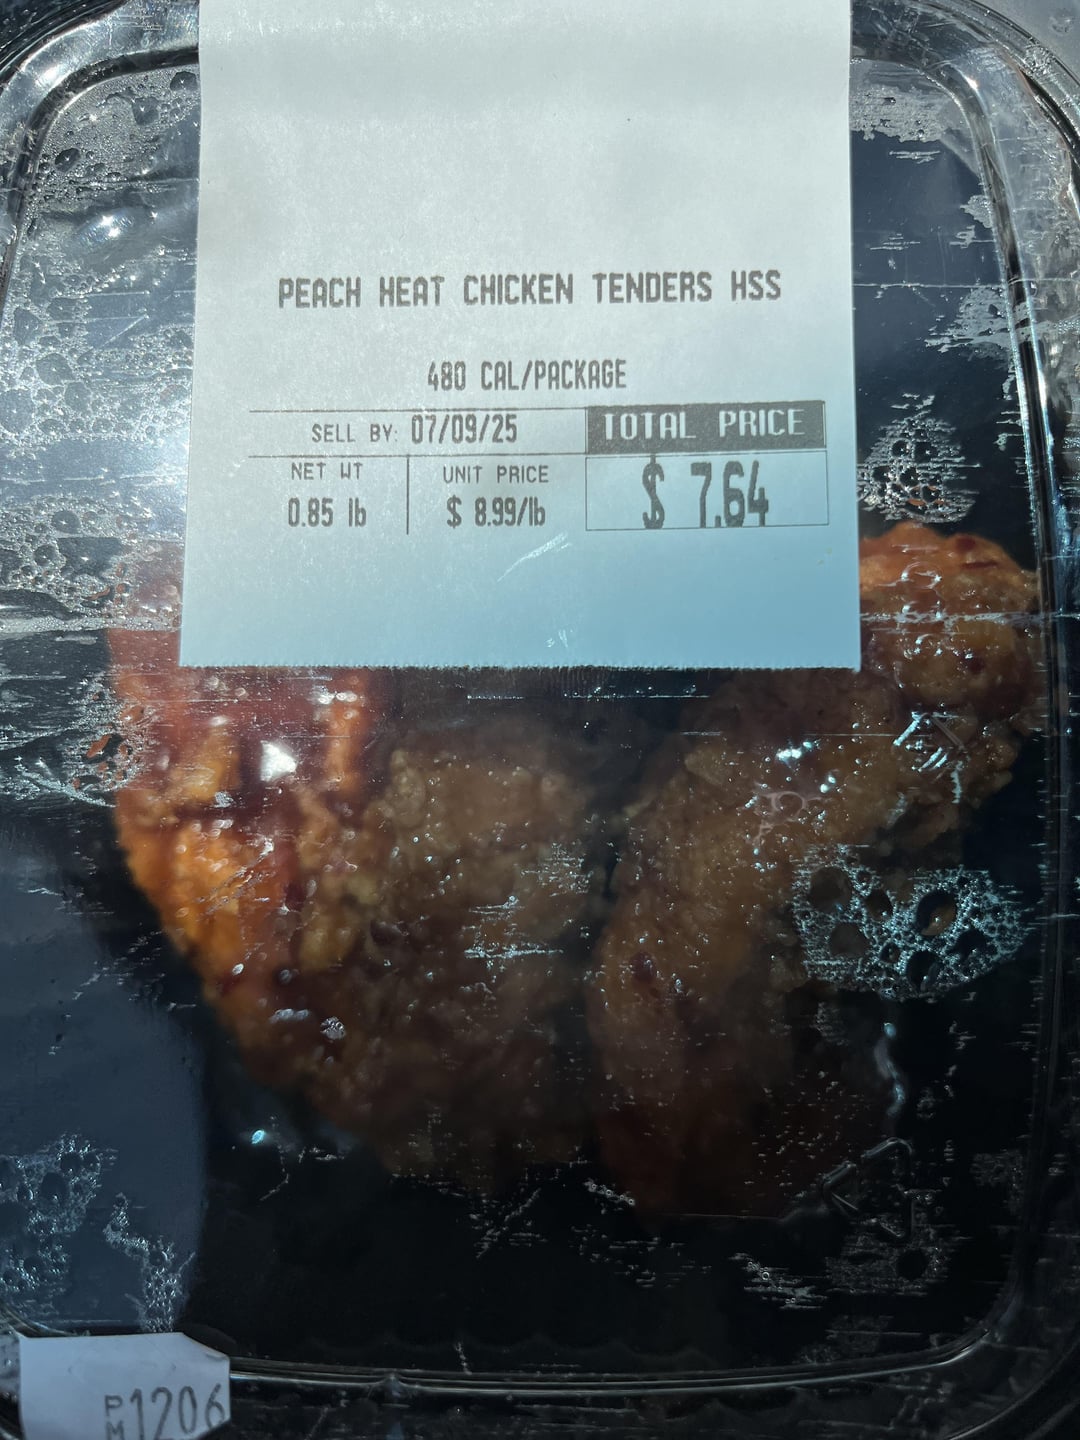 PEACH HEAT CHICKEN TENDERS HSS
480 CAL/PACKAGE
SELL BY: 07/09/25
TOTAL PRICE
NET WT
UNIT PRICE
0.85 lb
$ 8.99/lb
$ 7.64
PM1206